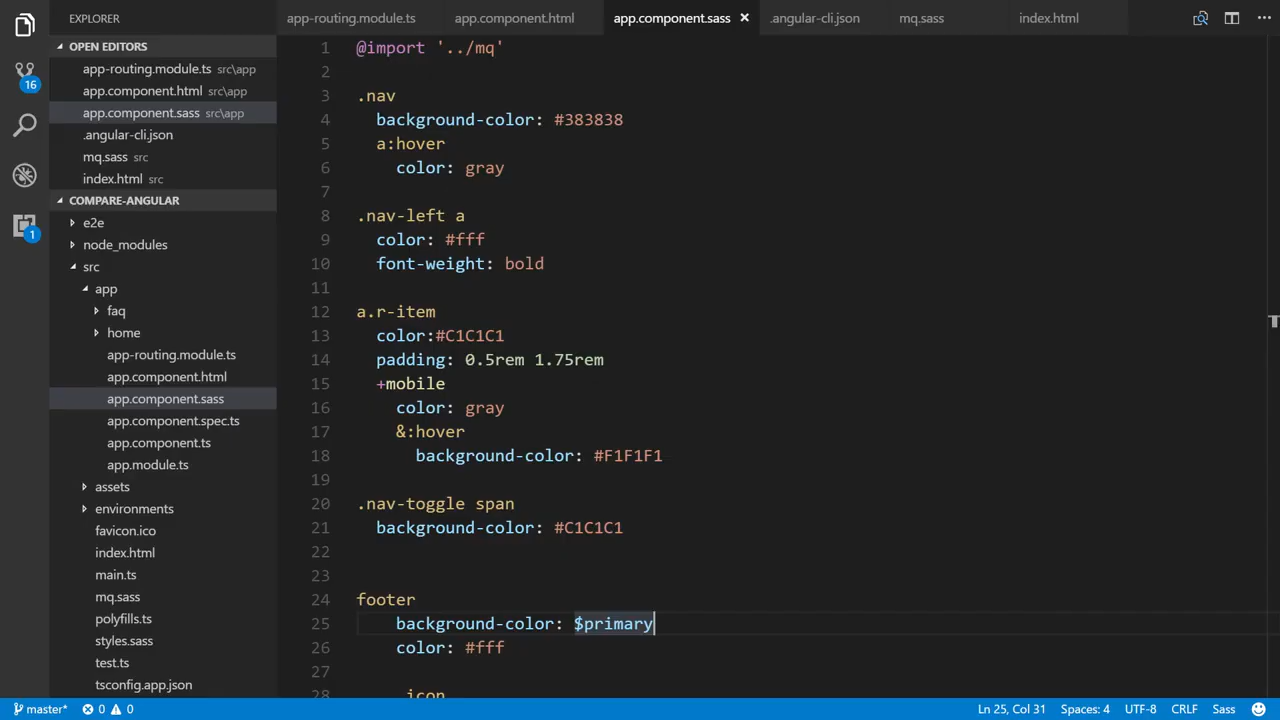 EXPLORER
OPEN EDITORS
app-routing.module.ts src\app
app.component.html src\app
app.component.sass src\app
.angular-cli.json
mq.sass src
index.html src
COMPARE-ANGULAR
e2e
node_modules
src
app
faq
home
app-routing.module.ts
app.component.html
app.component.sass
app.component.spec.ts
app.component.ts
app.module.ts
assets
environments
favicon.ico
index.html
main.ts
mq.sass
polyfills.ts
styles.sass
test.ts
tsconfig.app.json
16
1
app-routing.module.ts app.component.html app.component.sass .angular-cli.json mq.sass index.html
1 @import '../mq'
2
3 .nav
4 background-color: #383838
5 a:hover
6 color: gray
7
8 .nav-left a
9 color: #fff
10 font-weight: bold
11
12 a.r-item
13 color:#C1C1C1
14 padding: 0.5rem 1.75rem
15 +mobile
16 color: gray
17 &:hover
18 background-color: #F1F1F1
19
20 .nav-toggle span
21 background-color: #C1C1C1
22
23
24 footer
25 background-color: $primary
26 color: #fff
27
28 .icon
master* 0 0 Ln 25, Col 31 Spaces: 4 UTF-8 CRLF Sass